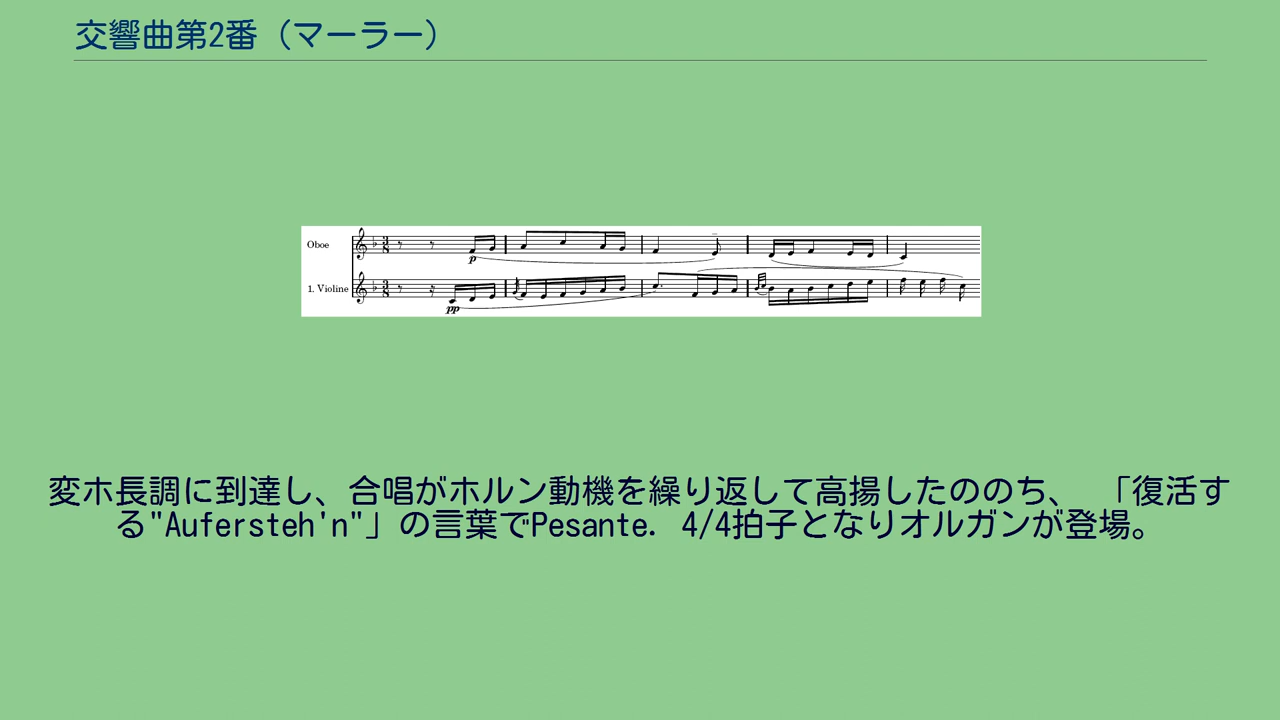 交響曲第2番（マーラー）
Oboe
p
1. Violine
pp
変ホ長調に到達し、合唱がホルン動機を繰り返して高揚したののち、 「復活す
る"Aufersteh'n"」の言葉でPesante. 4/4拍子となりオルガンが登場。